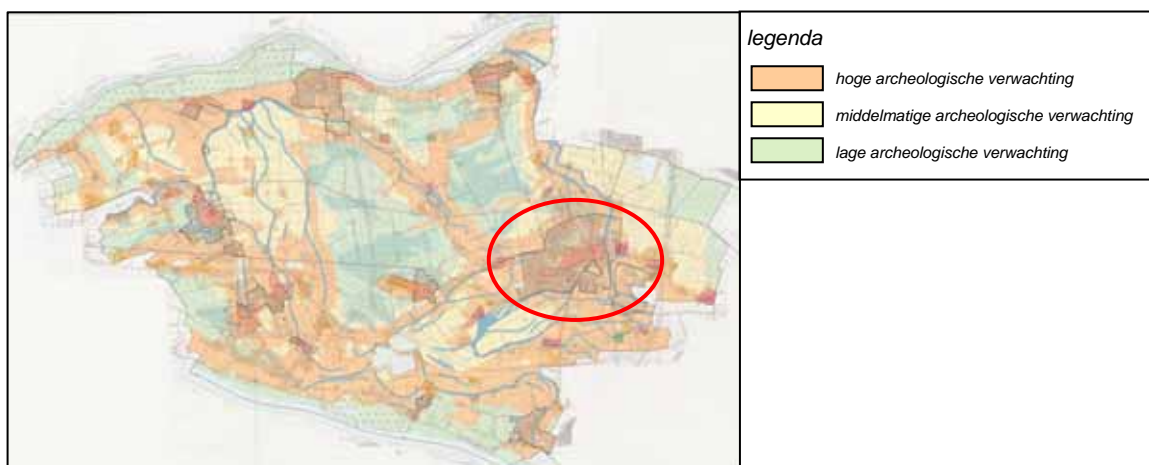 legenda
hoge archeologische verwachting
middelmatige archeologische verwachting
lage archeologische verwachting